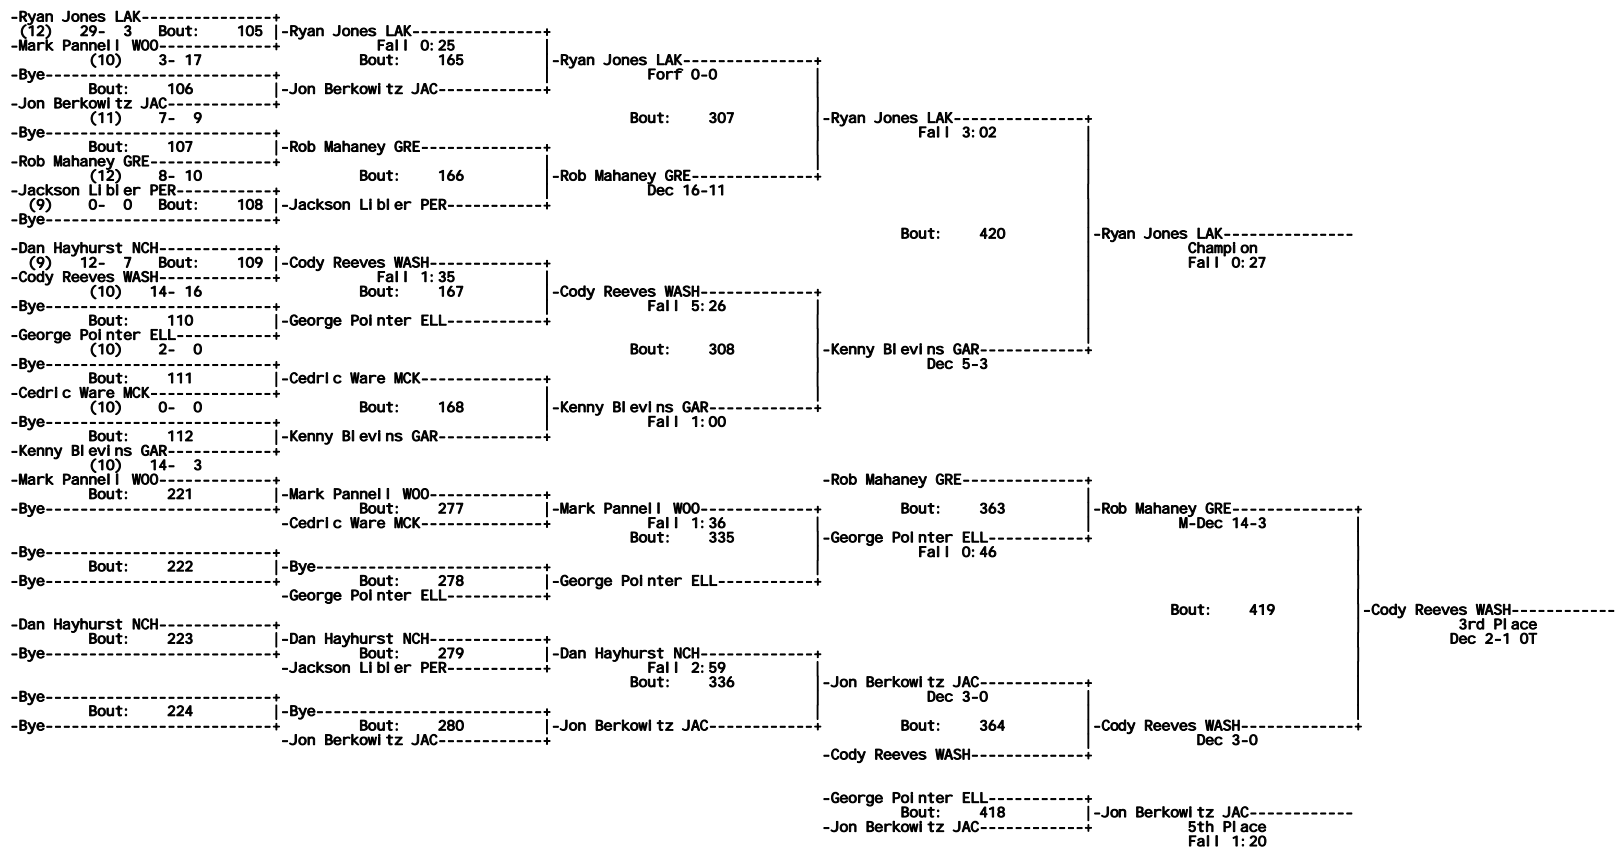 -Ryan Jones LAK---------------+
(12) 29- 3 Bout: 105 |-Ryan Jones LAK---------------+
-Mark Pannell WOO-------------+ Fall 0:25
(10) 3- 17 Bout: 165 |-Ryan Jones LAK---------------+
-Bye--------------------------+ Forf 0-0
Bout: 106 |-Jon Berkowitz JAC------------+
-Jon Berkowitz JAC------------+
(11) 7- 9 Bout: 307 |-Ryan Jones LAK---------------+
-Bye--------------------------+ Fall 3:02
Bout: 107 |-Rob Mahaney GRE--------------+
-Rob Mahaney GRE--------------+
(12) 8- 10 Bout: 166 |-Rob Mahaney GRE--------------+
-Jackson Libler PER-----------+ Dec 16-11
(9) 0- 0 Bout: 108 |-Jackson Libler PER-----------+
-Bye--------------------------+
Bout: 420 |-Ryan Jones LAK---------------
-Dan Hayhurst NCH-------------+ Champion
(9) 12- 7 Bout: 109 |-Cody Reeves WASH-------------+ Fall 0:27
-Cody Reeves WASH-------------+ Fall 1:35
(10) 14- 16 Bout: 167 |-Cody Reeves WASH-------------+
-Bye--------------------------+ Fall 5:26
Bout: 110 |-George Pointer ELL-----------+
-George Pointer ELL-----------+
(10) 2- 0 Bout: 308 |-Kenny Blevins GAR------------+
-Bye--------------------------+ Dec 5-3
Bout: 111 |-Cedric Ware MCK--------------+
-Cedric Ware MCK--------------+
(10) 0- 0 Bout: 168 |-Kenny Blevins GAR------------+
-Bye--------------------------+ Fall 1:00
Bout: 112 |-Kenny Blevins GAR------------+
-Kenny Blevins GAR------------+
(10) 14- 3
-Mark Pannell WOO-------------+ -Rob Mahaney GRE--------------+
Bout: 221 |-Mark Pannell WOO-------------+
-Bye--------------------------+ Bout: 277 |-Mark Pannell WOO-------------+ Bout: 363 |-Rob Mahaney GRE--------------+
-Cedric Ware MCK--------------+ Fall 1:36 M-Dec 14-3
Bout: 335 |-George Pointer ELL-----------+
-Bye--------------------------+ Fall 0:46
Bout: 222 |-Bye--------------------------+
-Bye--------------------------+ Bout: 278 |-George Pointer ELL-----------+
-George Pointer ELL-----------+
Bout: 419 |-Cody Reeves WASH------------
-Dan Hayhurst NCH-------------+ 3rd Place
Bout: 223 |-Dan Hayhurst NCH-------------+ Dec 2-1 OT
-Bye--------------------------+ Bout: 279 |-Dan Hayhurst NCH-------------+
-Jackson Libler PER-----------+ Fall 2:59
Bout: 336 |-Jon Berkowitz JAC------------+
-Bye--------------------------+ Dec 3-0
Bout: 224 |-Bye--------------------------+
-Bye--------------------------+ Bout: 280 |-Jon Berkowitz JAC------------+ Bout: 364 |-Cody Reeves WASH-------------+
-Jon Berkowitz JAC------------+ Dec 3-0
-Cody Reeves WASH-------------+
-George Pointer ELL-----------+
Bout: 418 |-Jon Berkowitz JAC------------
-Jon Berkowitz JAC------------+ 5th Place
Fall 1:20